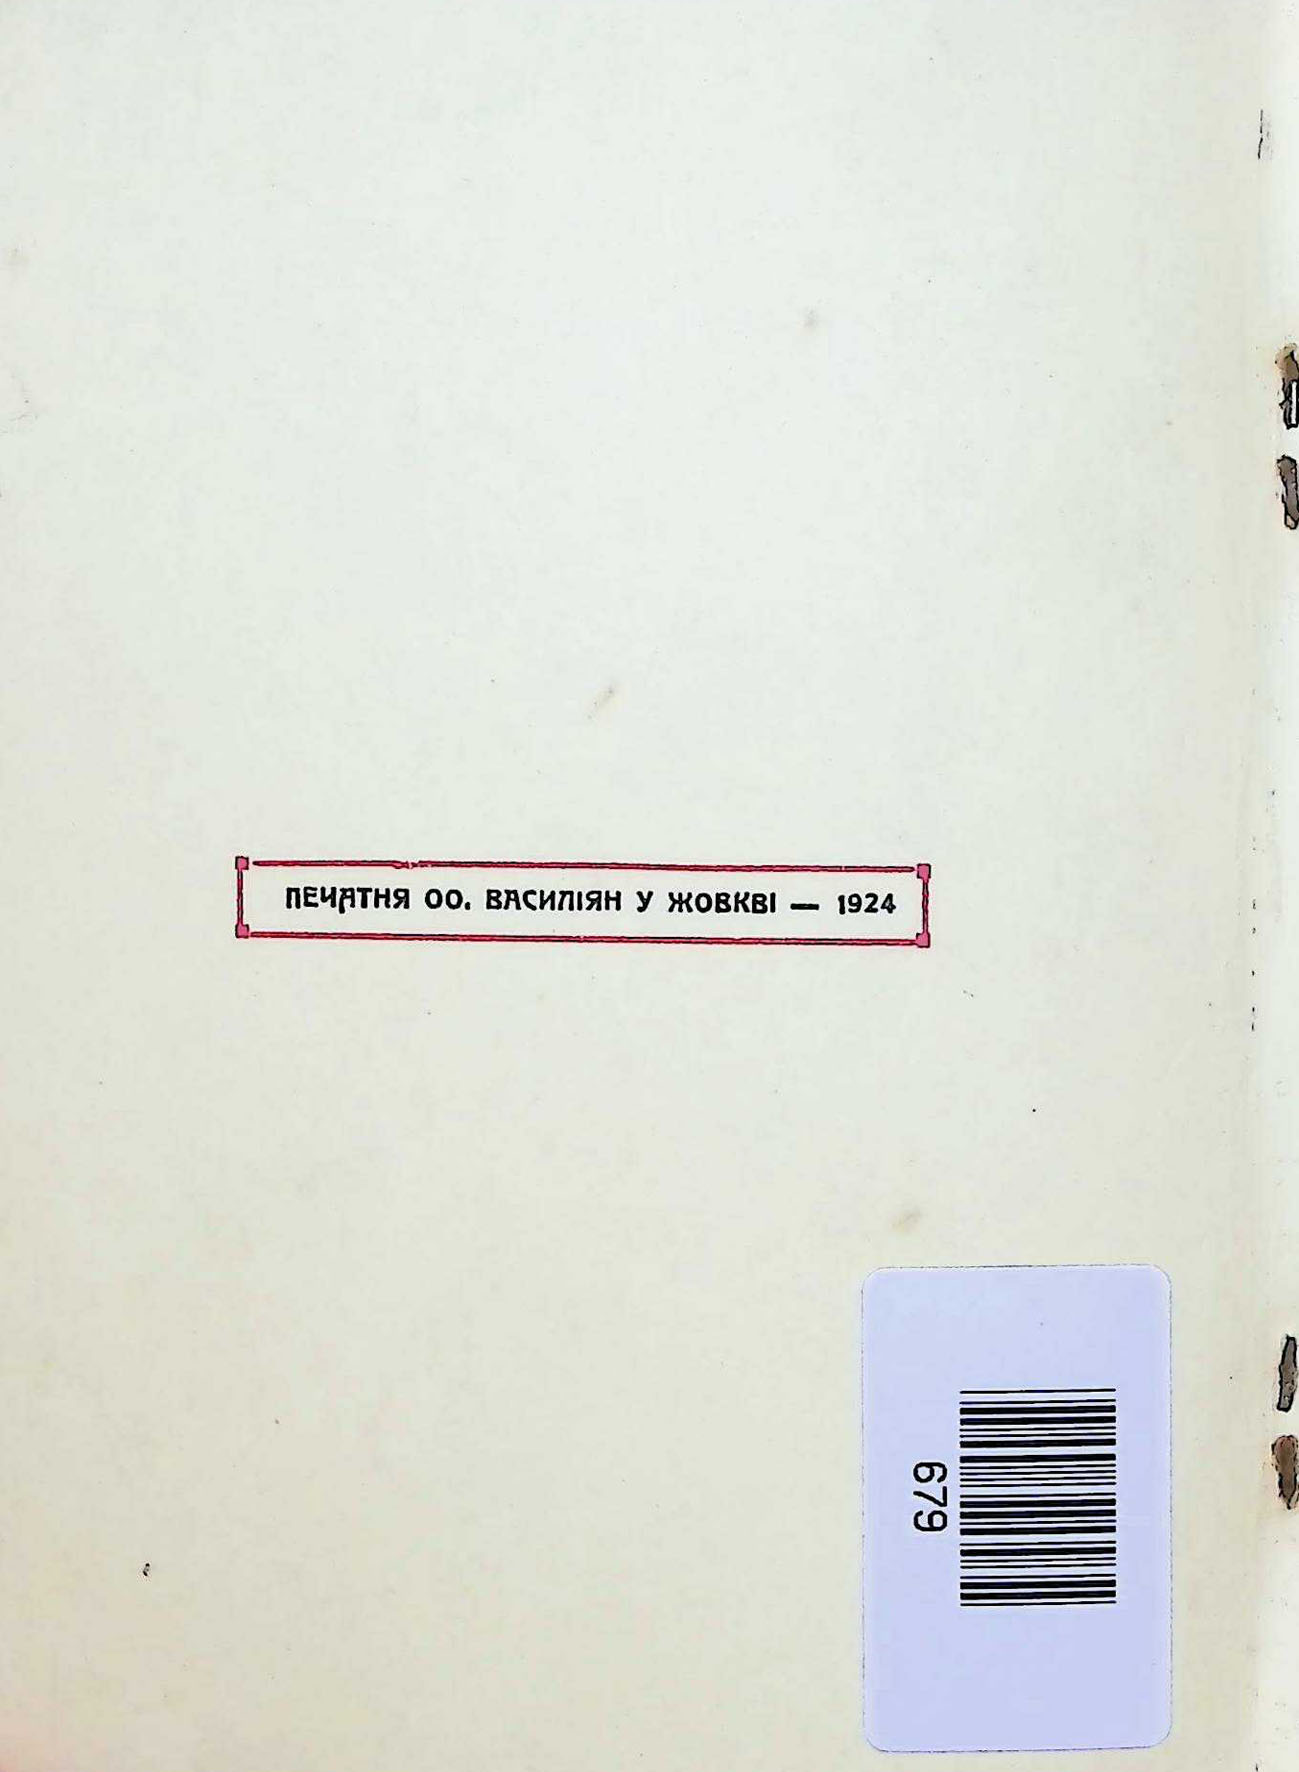 ПЕЧАТНЯ ОО. ВАСИЛІЯН У ЖОВКВІ — 1924
679